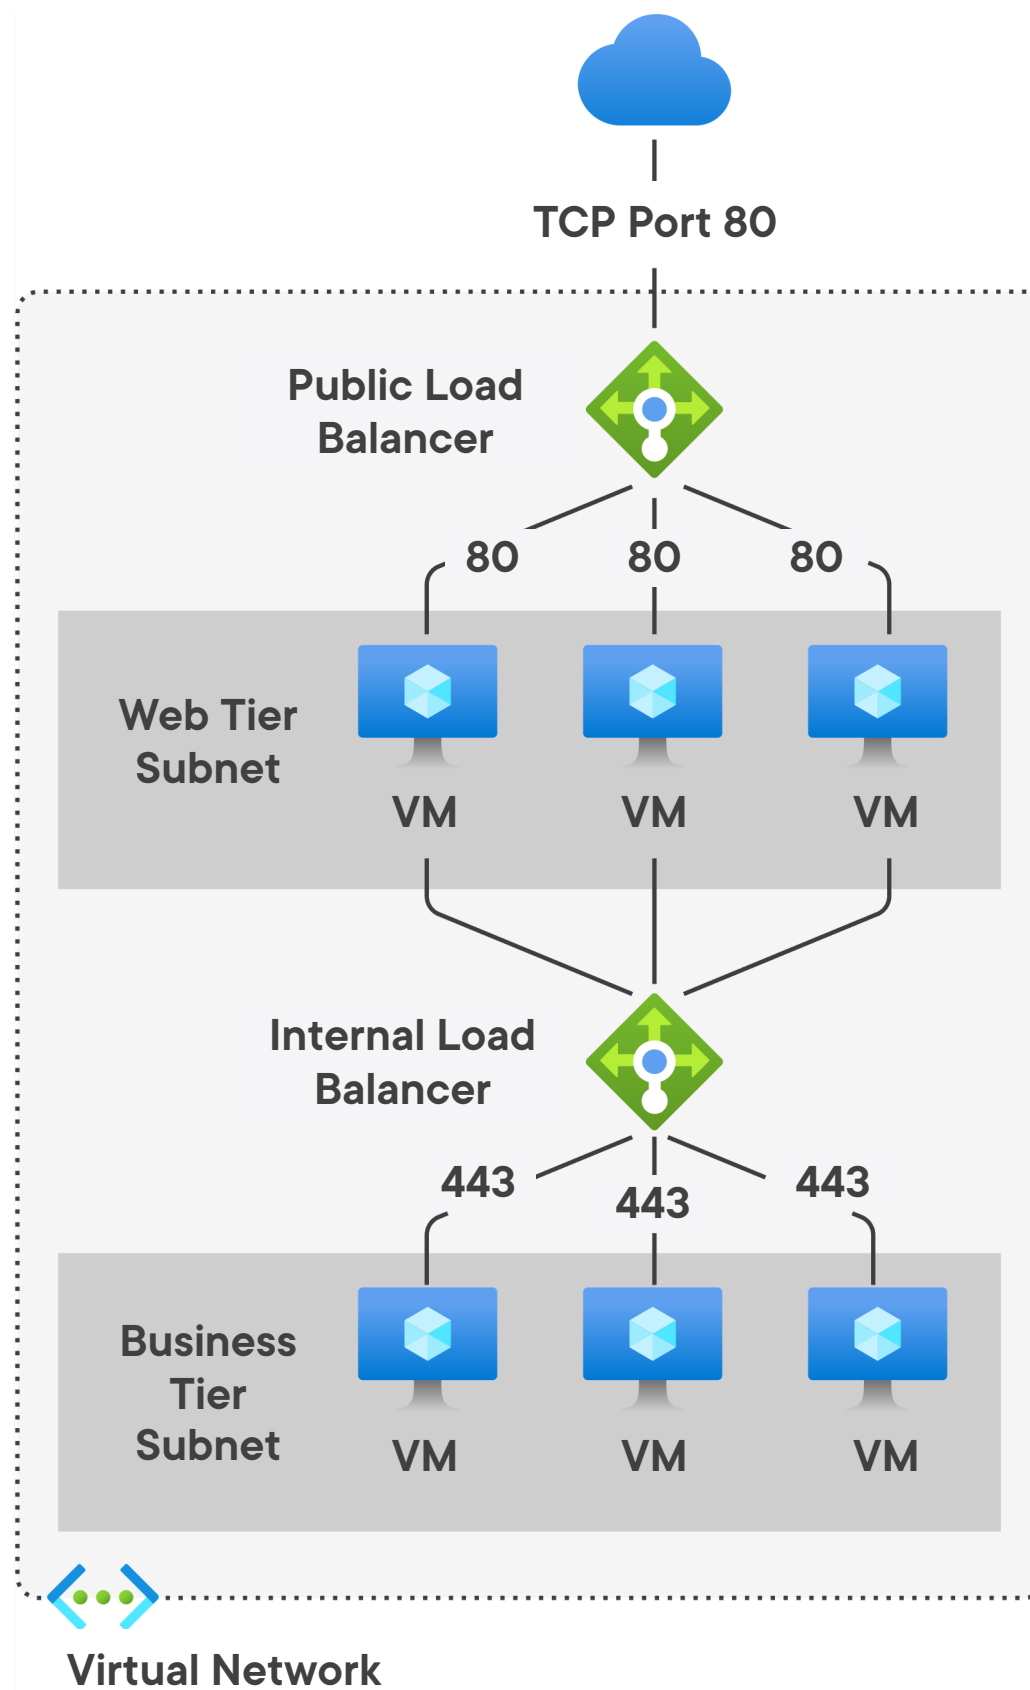 TCP Port 80
Public Load
Balancer
80
80
80
Web Tier
Subnet
VM
VM
VM
Internal Load
Balancer
443
443
443
Business
Tier
Subnet
VM
VM
VM
Virtual Network